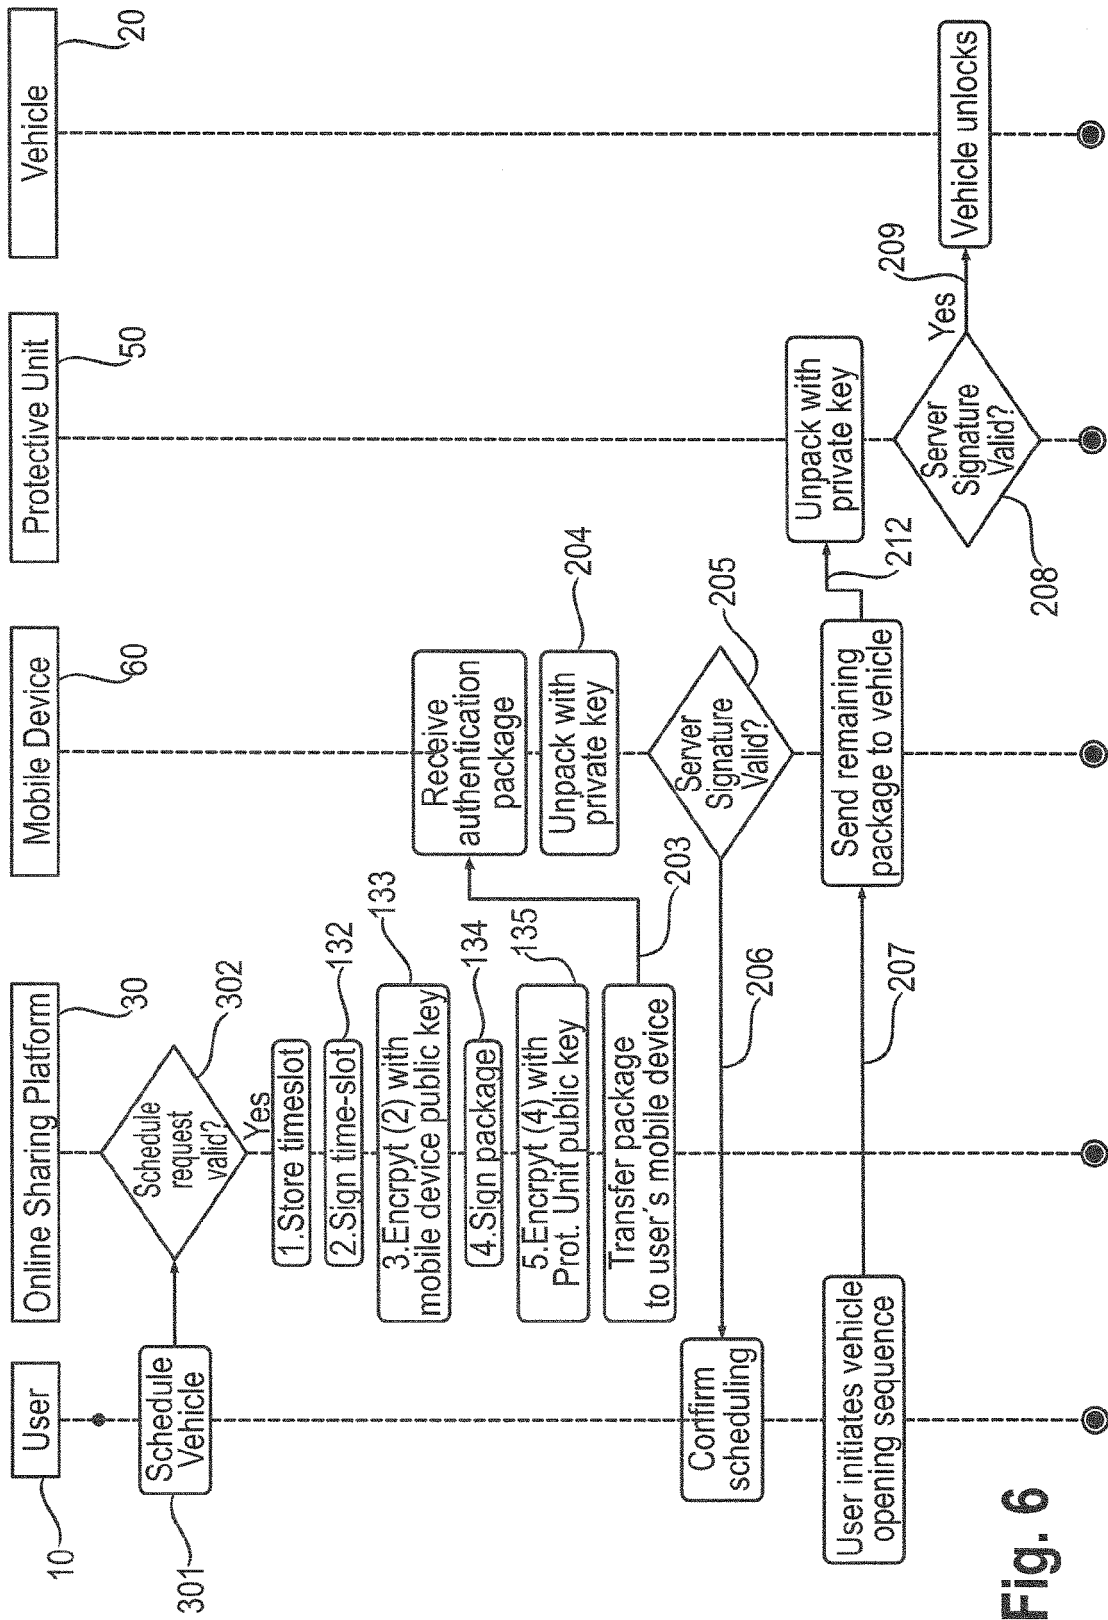 User
10
Online Sharing Platform
30
Mobile Device
60
Protective Unit
50
Vehicle
20
Schedule
Vehicle
301
Schedule
request
valid?
302
Yes
1.Store timeslot
2.Sign time-slot
132
3.Encrpyt (2) with
mobile device public key
133
4.Sign package
134
5.Encrpyt (4) with
Prot. Unit public key
135
Transfer package
to user's mobile device
203
Receive
authentication
package
Unpack with
private key
204
Server
Signature
Valid?
205
206
Confirm
scheduling
User initiates vehicle
opening sequence
207
Send remaining
package to vehicle
212
Unpack with
private key
Server
Signature
Valid?
208
Yes
209
Vehicle unlocks
Fig. 6